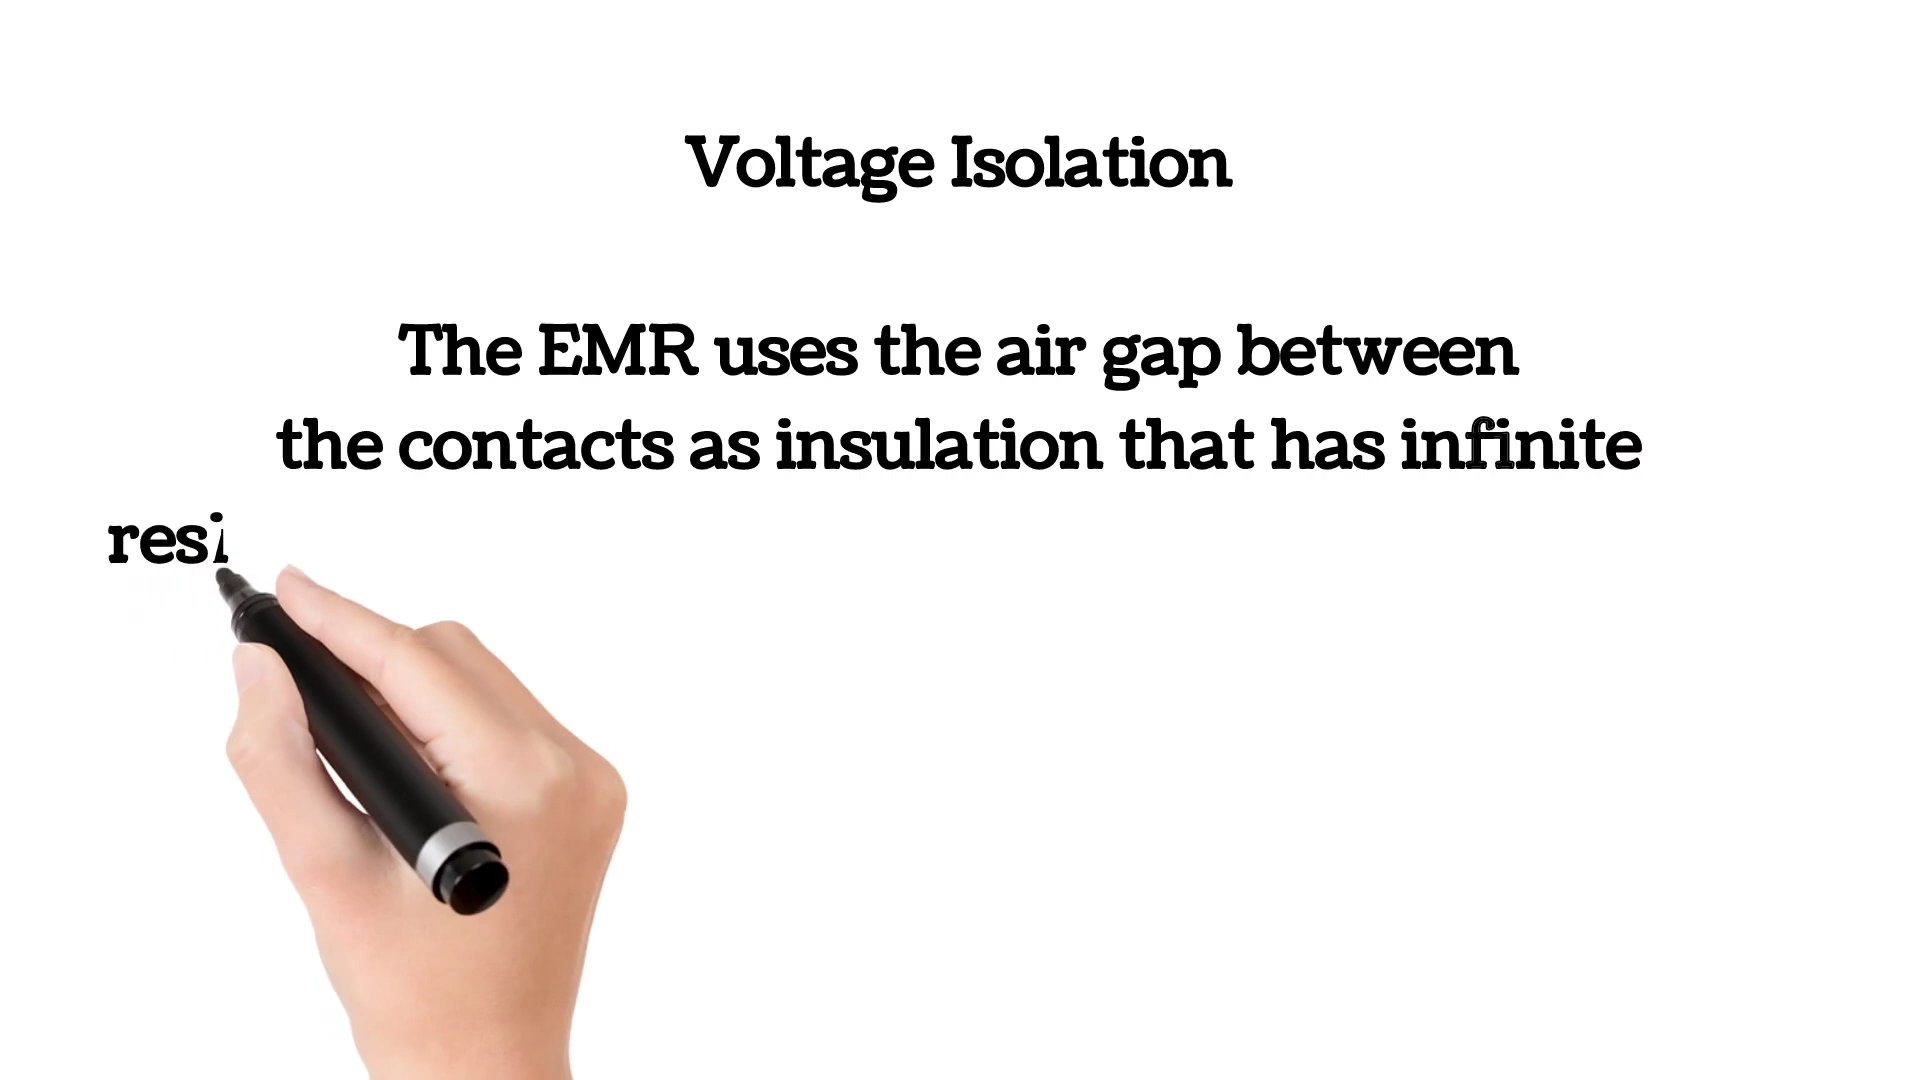 Voltage Isolation
The EMR uses the air gap between
the contacts as insulation that has infinite
resi